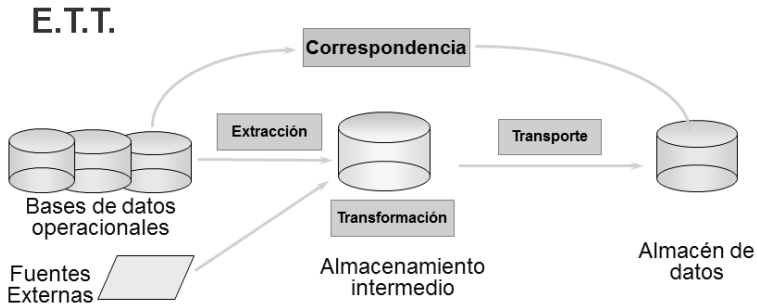 E.T.T.
Correspondencia
Extracción
Transporte
Bases de datos
operacionales
Transformación
Fuentes
Externas
Almacenamiento
intermedio
Almacén de
datos